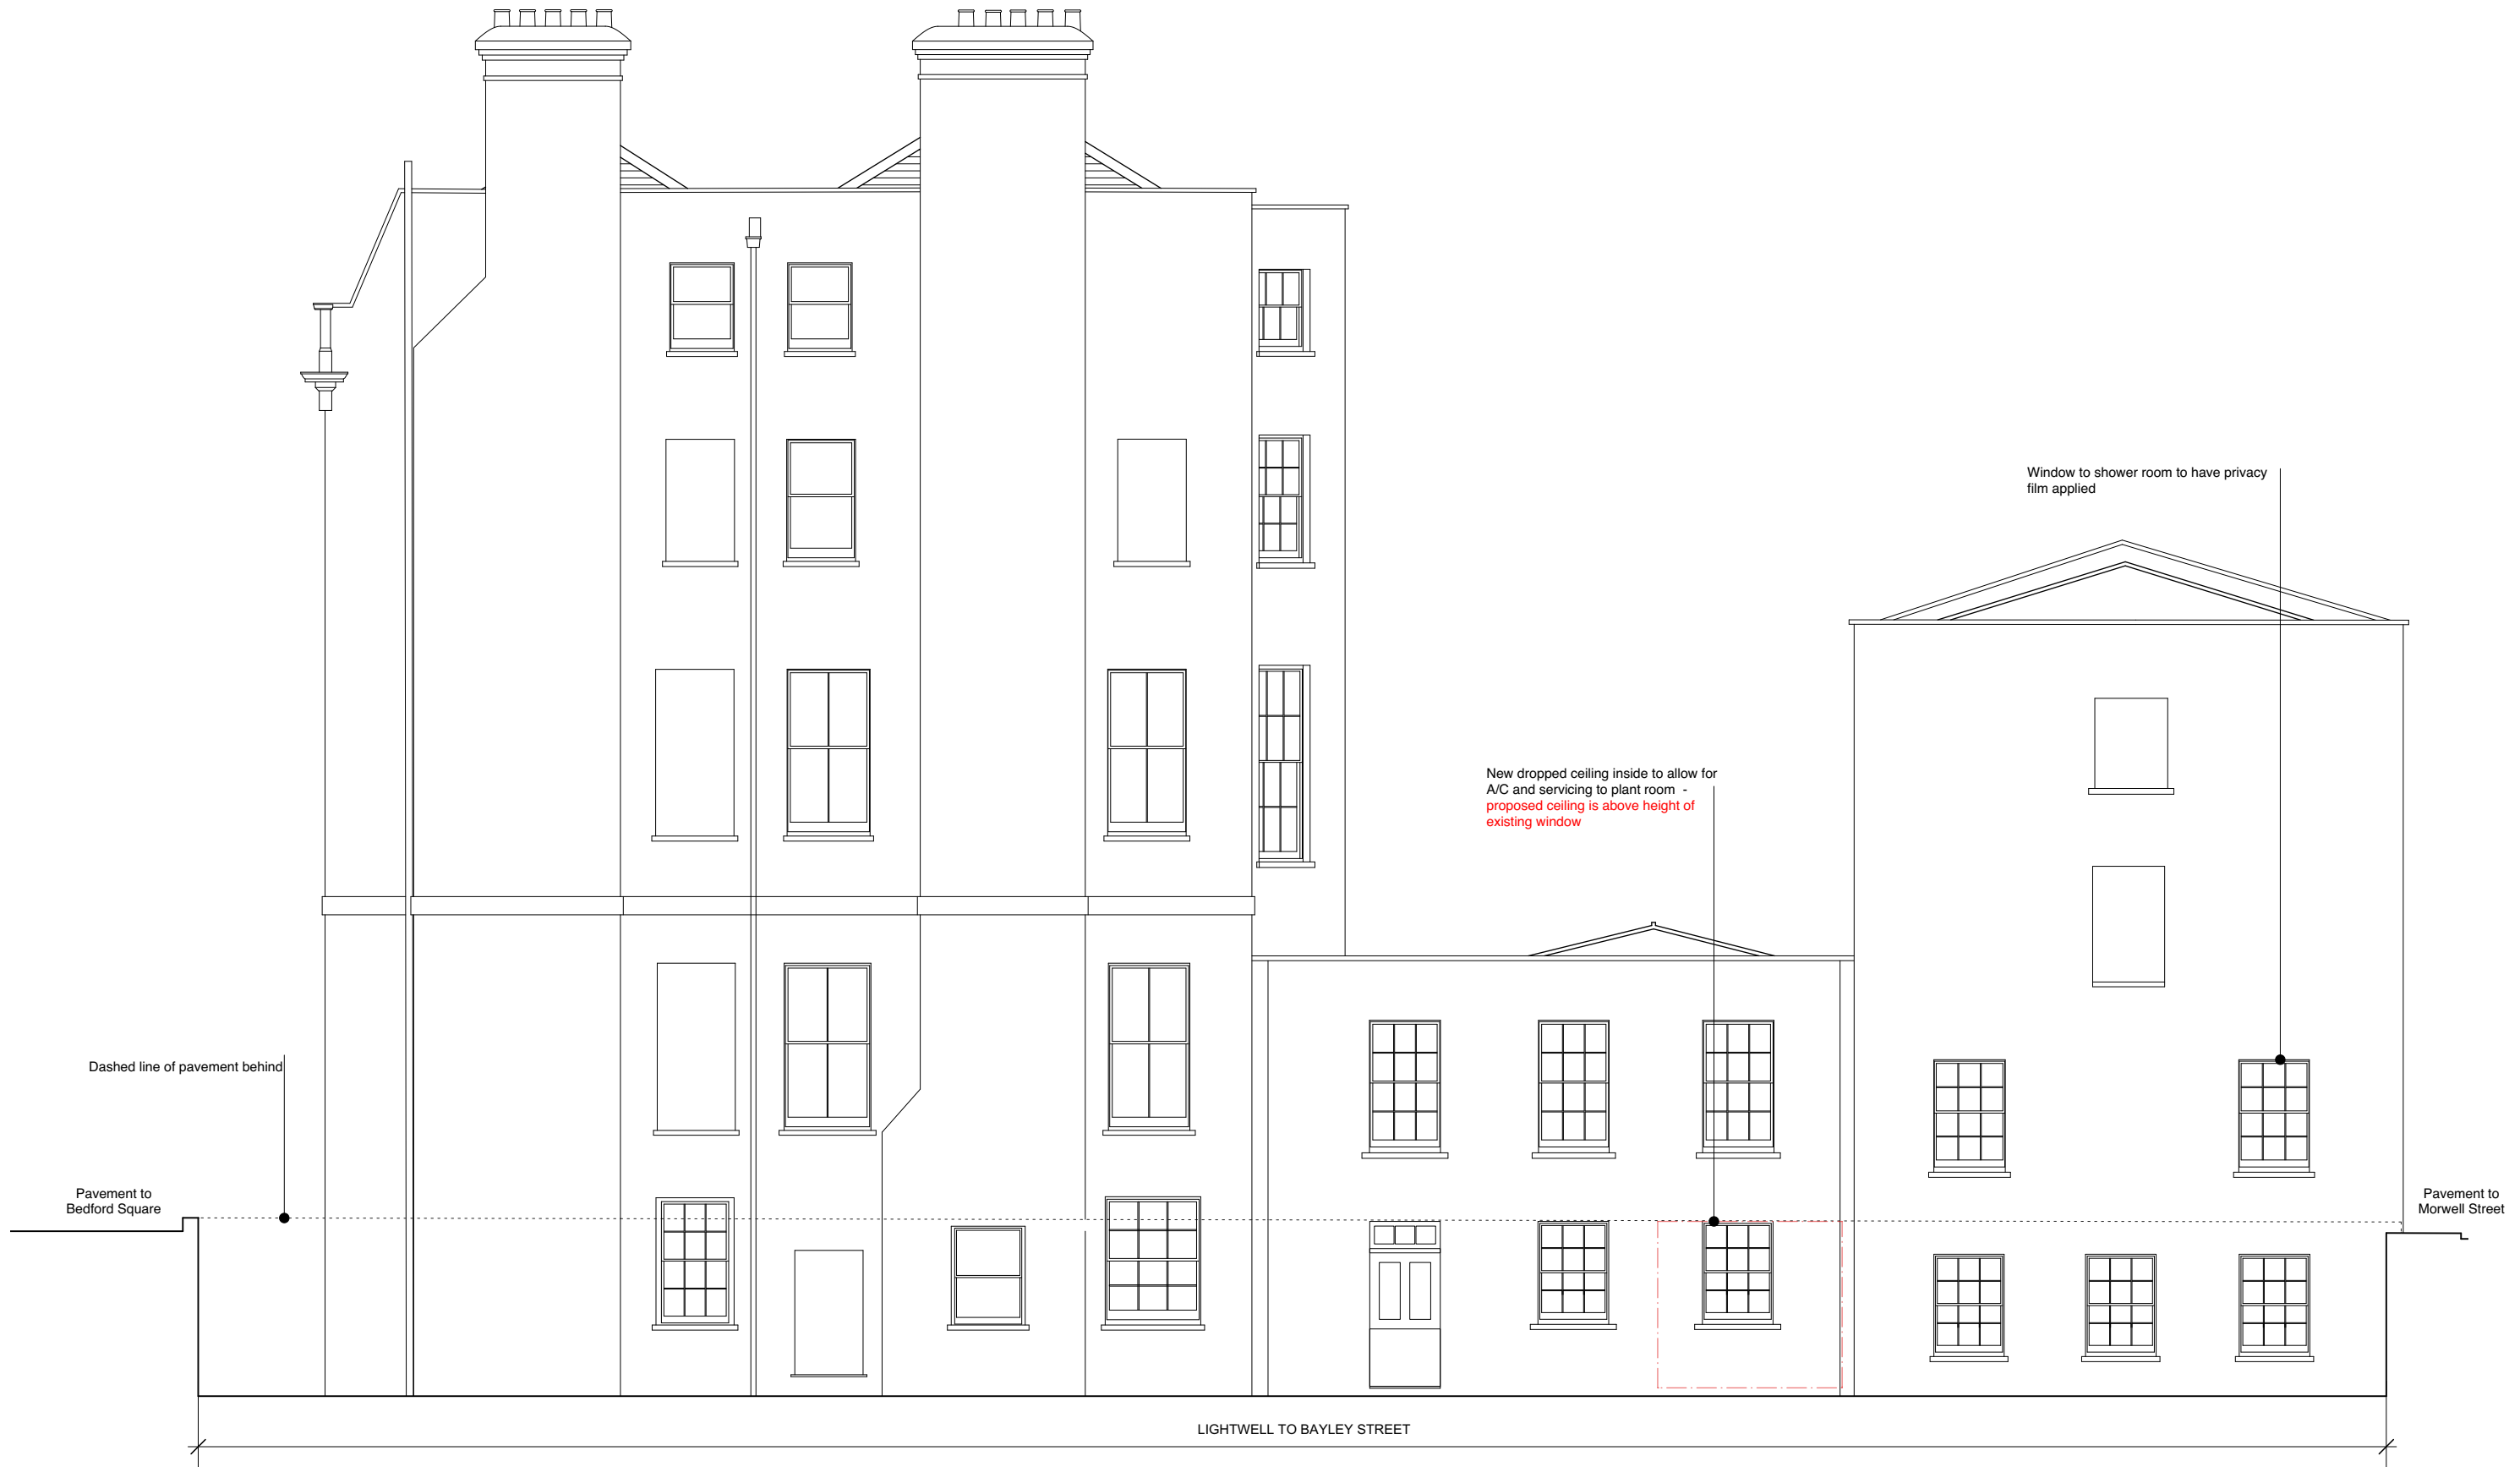 Window to shower room to have privacy
film applied
New dropped ceiling inside to allow for
A/C and servicing to plant room -
proposed ceiling is above height of
existing window
Dashed line of pavement behind
Pavement to
Bedford Square
Pavement to
Morwell Street
LIGHTWELL TO BAYLEY STREET